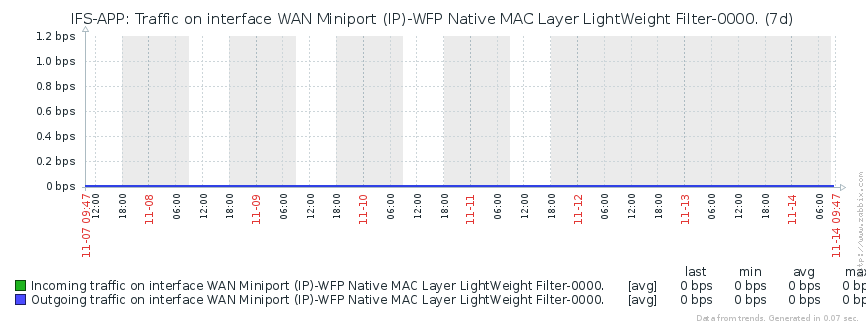 IFS-APP: Traffic on interface WAN Miniport (IP)-WFP Native MAC Layer LightWeight Filter-0000. (7d)
1.2 bps
1.0 bps
0.8 bps
0.6 bps
0.4 bps
0.2 bps
0 bps
11-07 09:47
12:00
18:00
11-08
06:00
12:00
18:00
11-09
06:00
12:00
18:00
11-10
06:00
12:00
18:00
11-11
06:00
12:00
18:00
11-12
06:00
12:00
18:00
11-13
06:00
12:00
18:00
11-14
06:00
11-14 09:47
http://www.zabbix.com
last min avg max
Incoming traffic on interface WAN Miniport (IP)-WFP Native MAC Layer LightWeight Filter-0000. [avg] 0 bps 0 bps 0 bps 0 bps
Outgoing traffic on interface WAN Miniport (IP)-WFP Native MAC Layer LightWeight Filter-0000. [avg] 0 bps 0 bps 0 bps 0 bps
Data from trends. Generated in 0.07 sec.